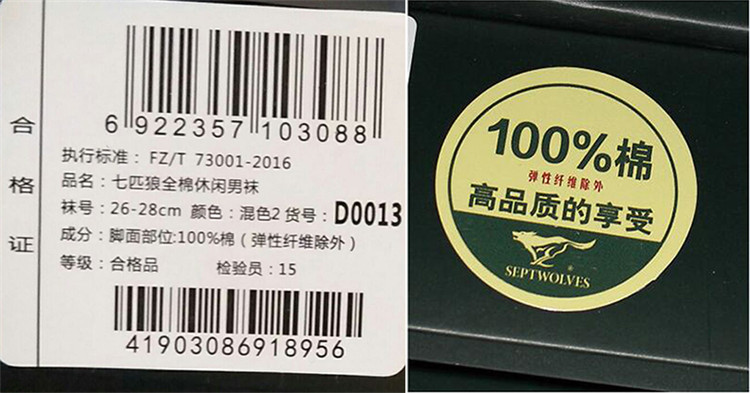 合格证
6 922357 103088
执行标准：FZ/T 73001-2016
品名：七匹狼全棉休闲男袜
袜号：26-28cm 颜色：混色2 货号：D0013
成分：脚面部位:100%棉（弹性纤维除外）
等级：合格品 检验员：15
41903086918956
100%棉
弹性纤维除外
高品质的享受
®
SEPTWOLVES